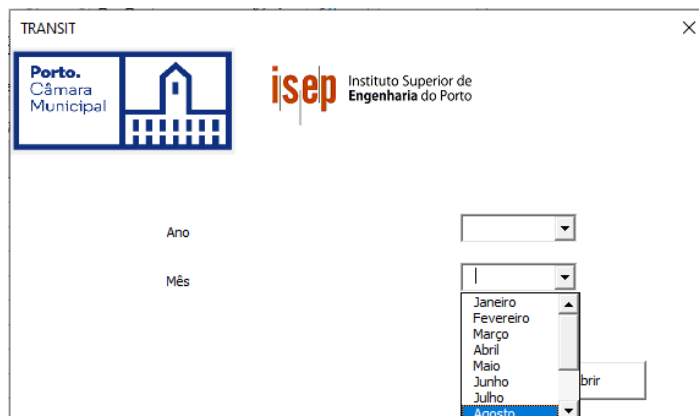 TRANSIT
Porto.
Câmara
Municipal
isep
Instituto Superior de
Engenharia do Porto
Ano
Mês
Janeiro
Fevereiro
Março
Abril
Maio
Junho
brir
Julho
Agosto